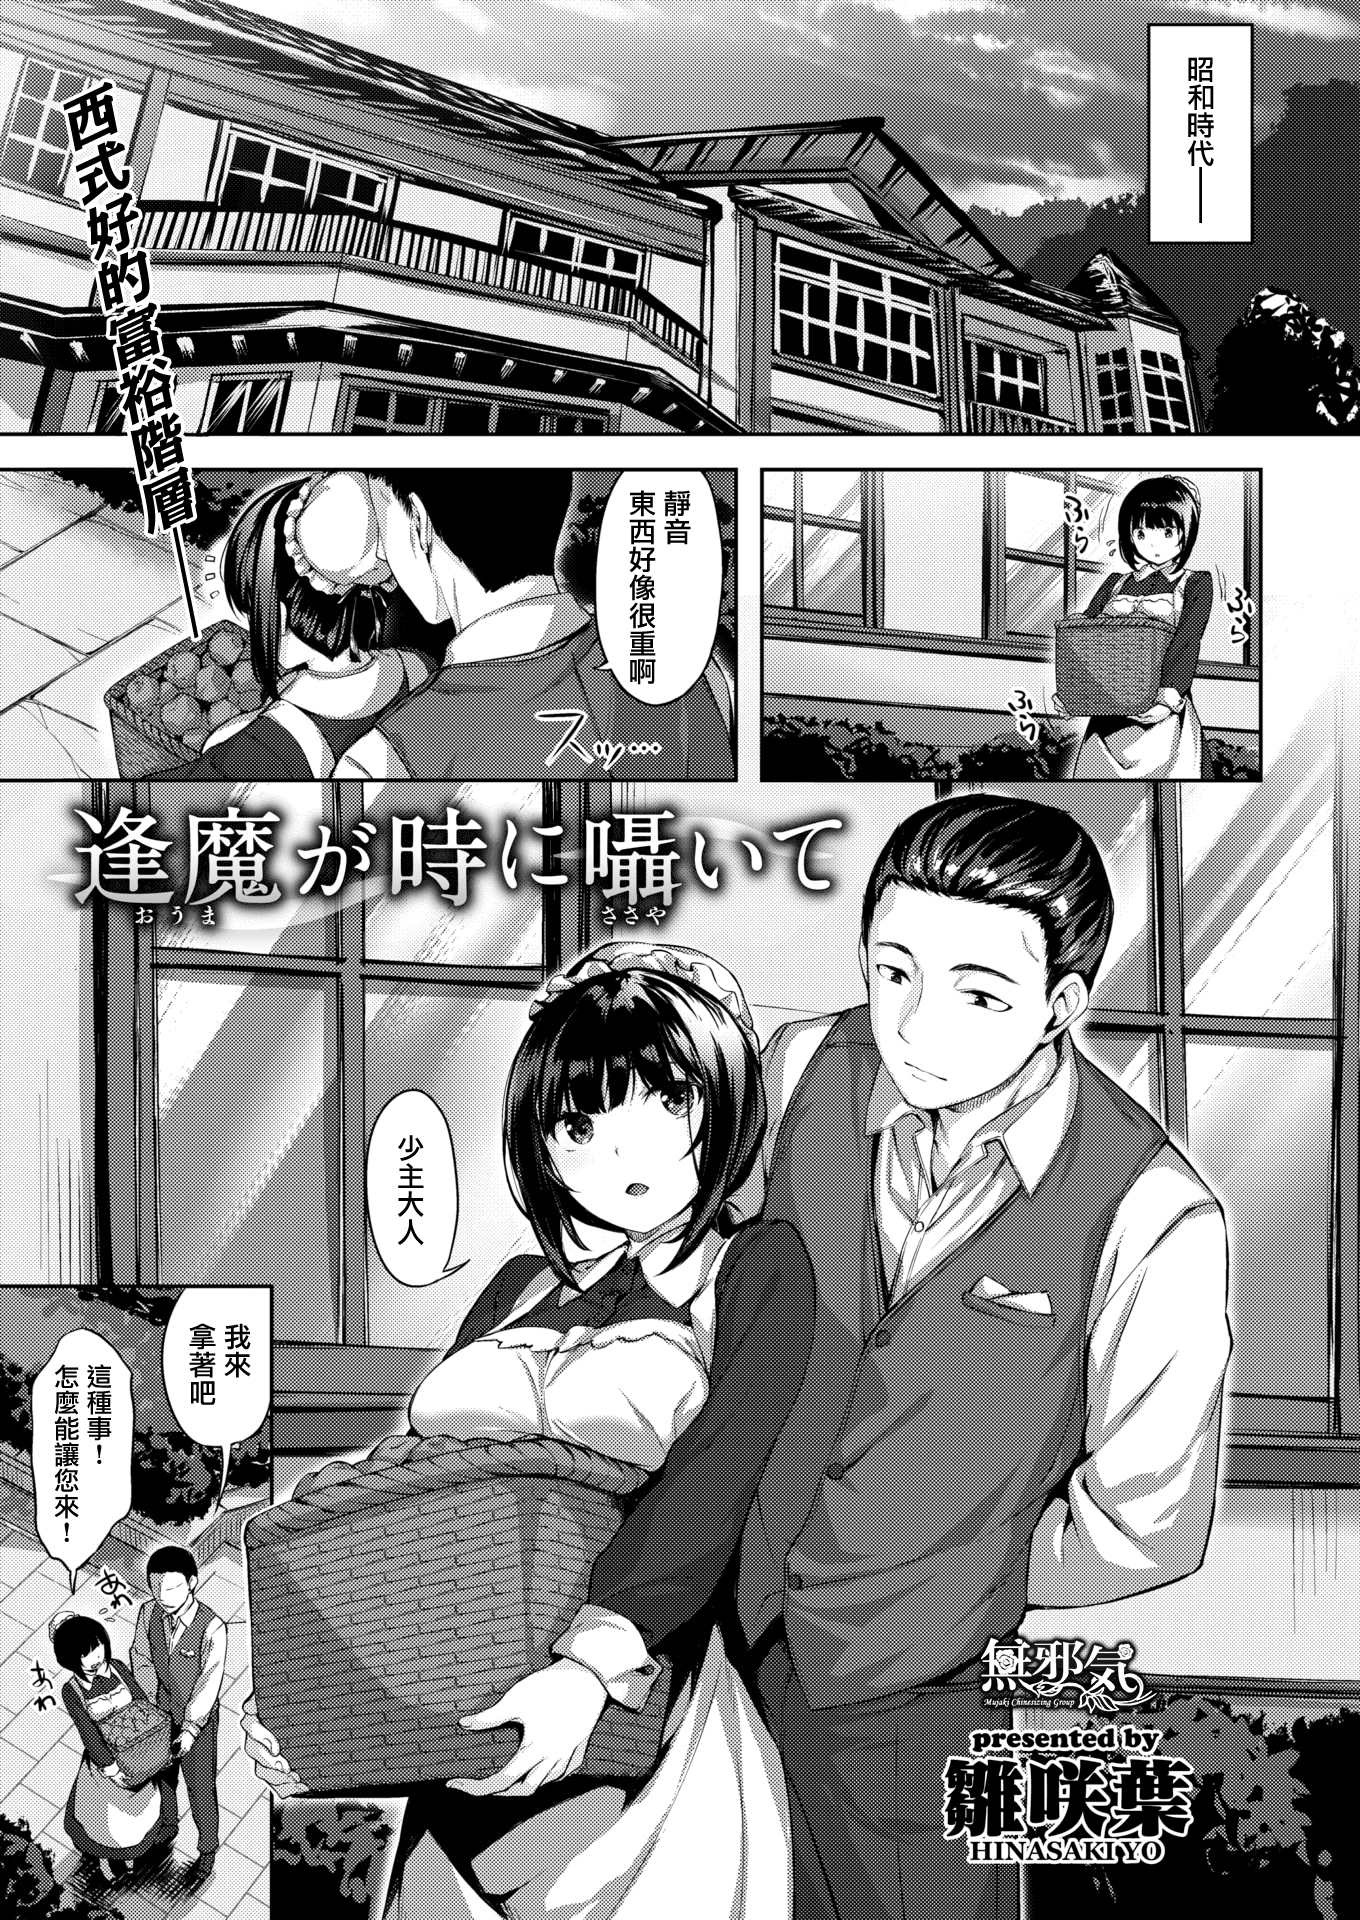 昭和時代——
西式好的富裕階層——
ふら
ふら
ふら
靜音
東西好像很重啊
スッ…
逢魔が時に囁いて
おうま
ささや
少主大人
我來
拿著吧
這種事！
怎麼能讓您來！
あわ
あわ
無邪気
Mujaki Chinesizing Group
presented by
雛咲葉
HINASAKI YO